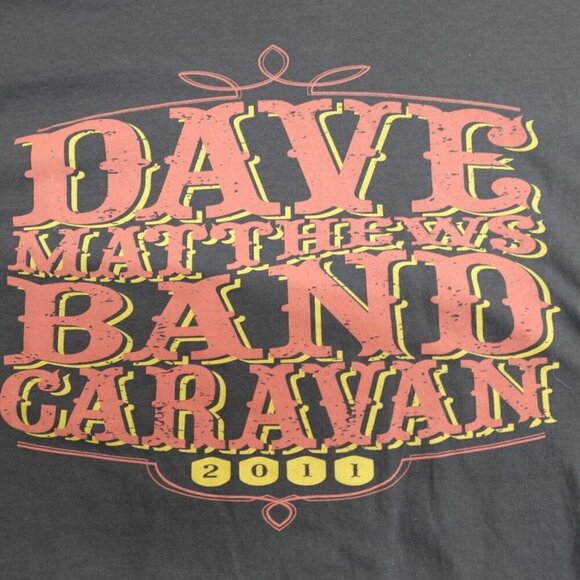 DAVE
MATTHEWS
BAND
CARAVAN
2011